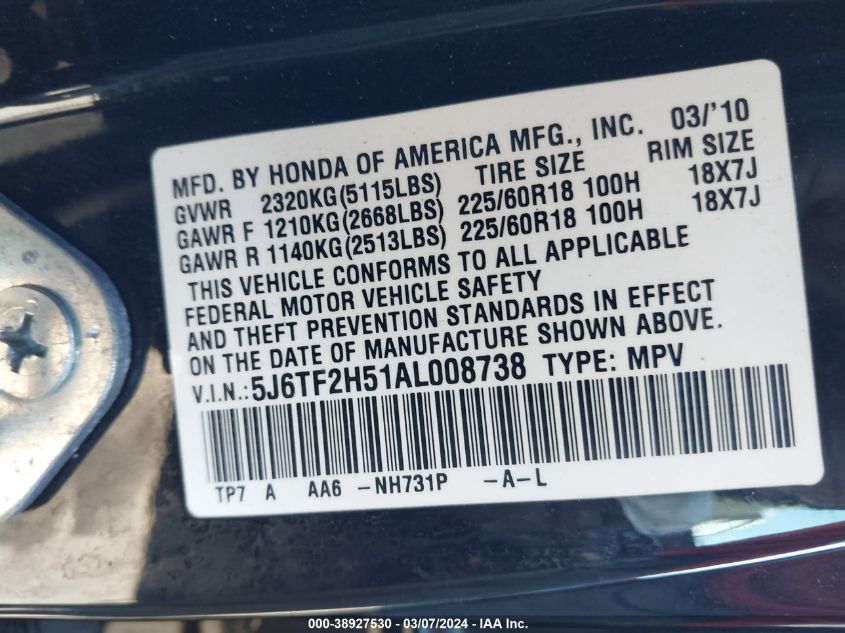 MFD. BY HONDA OF AMERICA MFG., INC. 03/'10
TIRE SIZE RIM SIZE
GVWR 2320KG(5115LBS)
GAWR F 1210KG(2668LBS) 225/60R18 100H 18X7J
GAWR R 1140KG(2513LBS) 225/60R18 100H 18X7J
THIS VEHICLE CONFORMS TO ALL APPLICABLE
FEDERAL MOTOR VEHICLE SAFETY
AND THEFT PREVENTION STANDARDS IN EFFECT
ON THE DATE OF MANUFACTURE SHOWN ABOVE.
V.I.N.: 5J6TF2H51AL008738 TYPE: MPV
TP7 A AA6 -NH731P -A-L
000-38927530 - 03/07/2024 - IAA Inc.